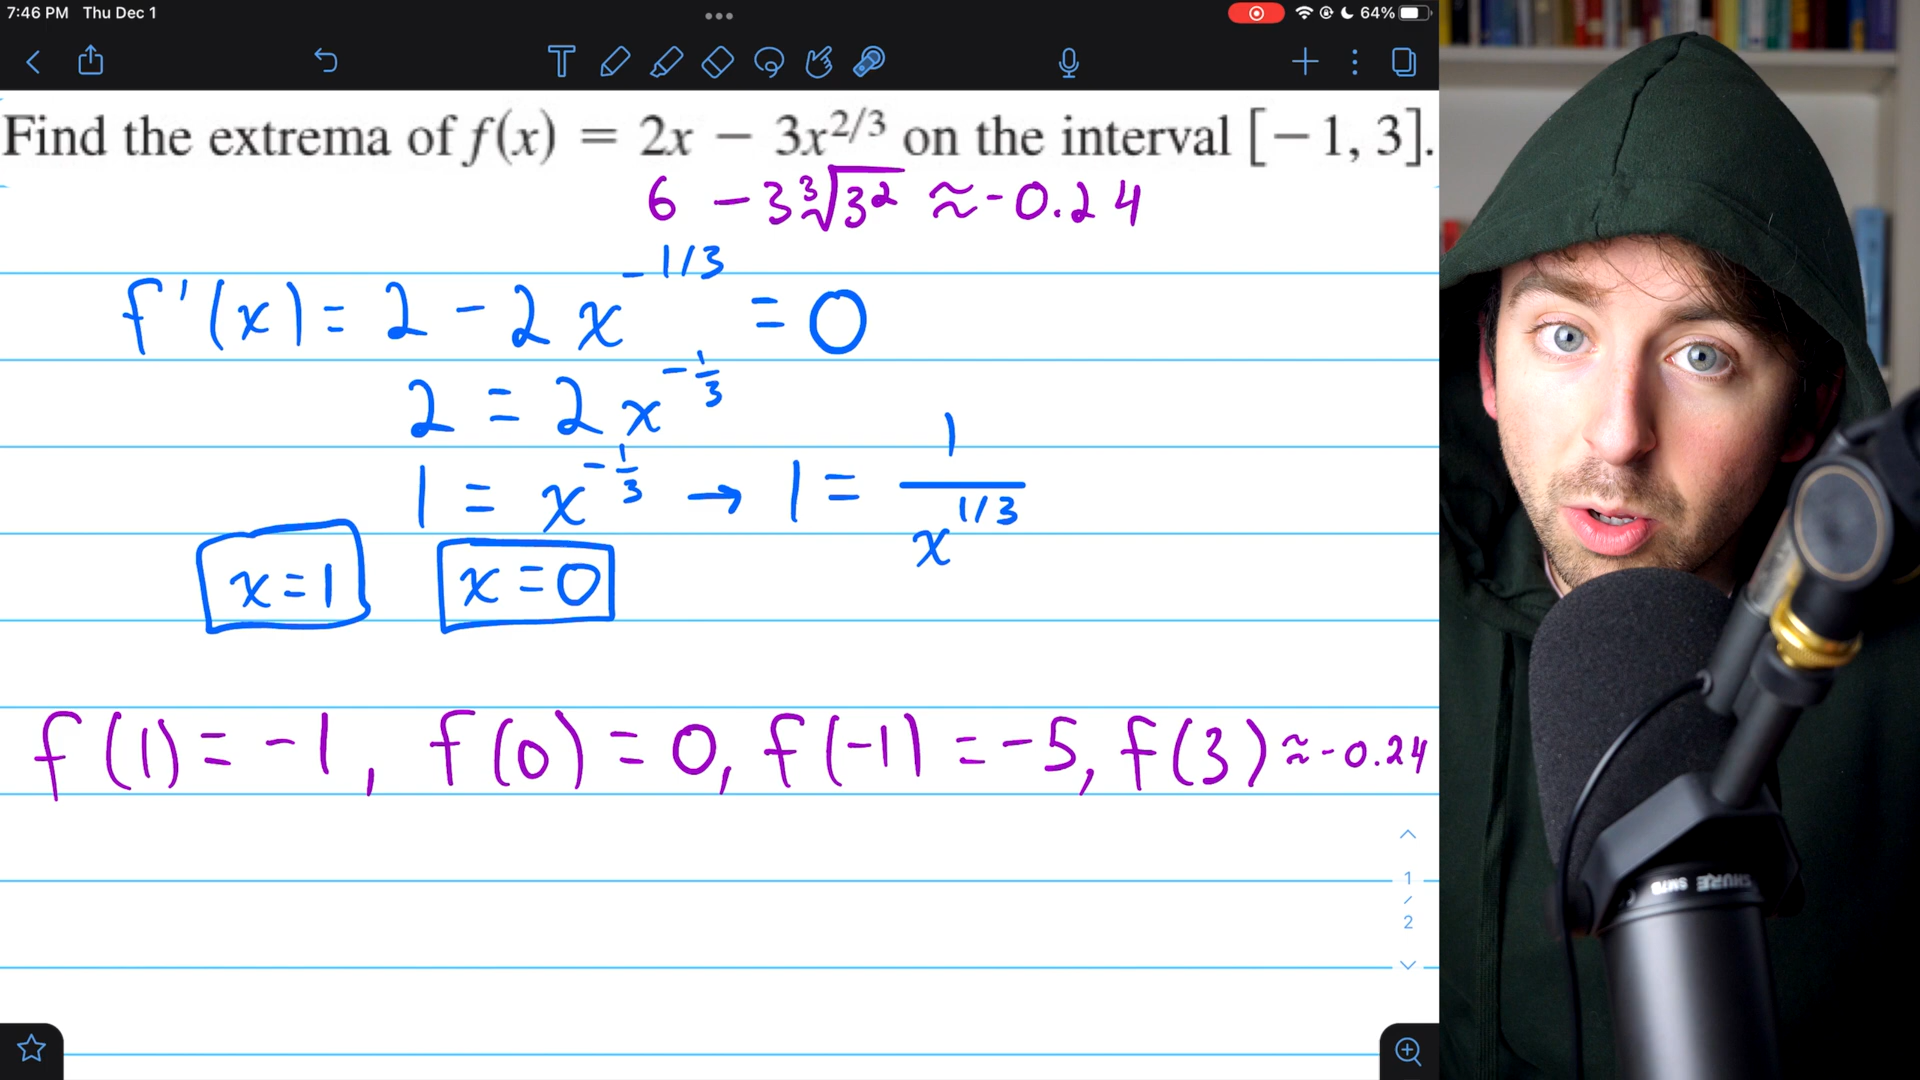 7:46 PM Thu Dec 1
64%
Find the extrema of f(x) = 2x − 3x^{2/3} on the interval [−1, 3].
6 − 3∛3² ≈ -0.24
f'(x) = 2 − 2x^{-1/3} = 0
2 = 2x^{-1/3}
1 = x^{-1/3} → 1 = 1/x^{1/3}
x = 1 x = 0
f(1) = -1, f(0) = 0, f(-1) = -5, f(3) ≈ -0.24
1
/
2
SHURE SM7B